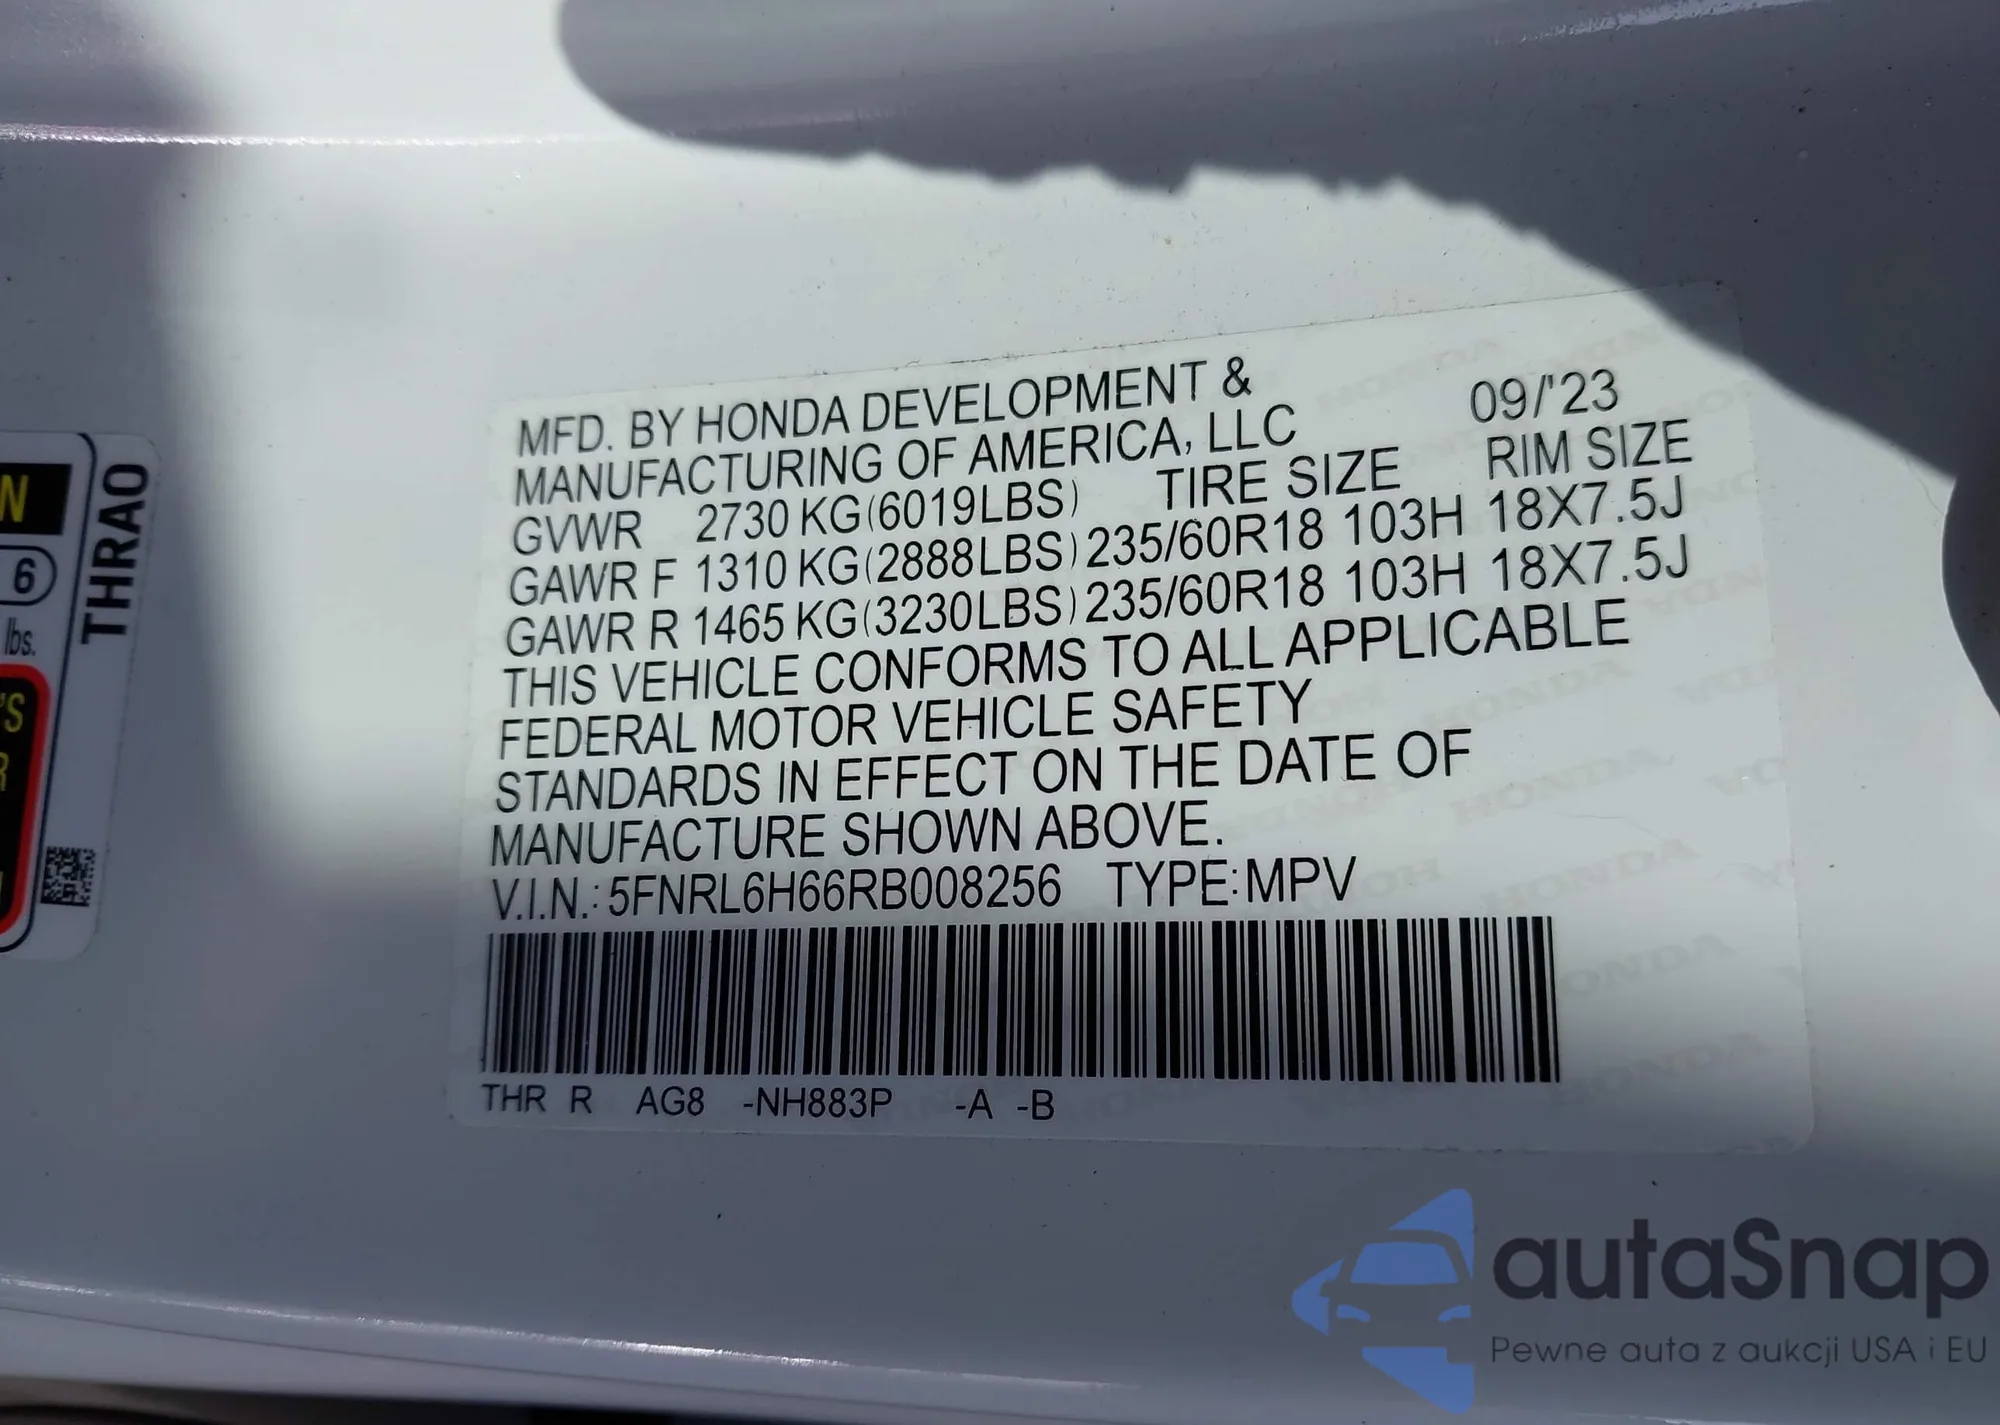 MFD. BY HONDA DEVELOPMENT &
MANUFACTURING OF AMERICA, LLC 09/'23
GVWR 2730 KG(6019LBS) TIRE SIZE RIM SIZE
GAWR F 1310 KG(2888LBS) 235/60R18 103H 18X7.5J
GAWR R 1465 KG(3230LBS) 235/60R18 103H 18X7.5J
THIS VEHICLE CONFORMS TO ALL APPLICABLE
FEDERAL MOTOR VEHICLE SAFETY
STANDARDS IN EFFECT ON THE DATE OF
MANUFACTURE SHOWN ABOVE.
V.I.N.: 5FNRL6H66RB008256 TYPE:MPV
THR R AG8 -NH883P -A -B
THRAO
N
6
lbs.
'S
R
autaSnap
Pewne auta z aukcji USA i EU